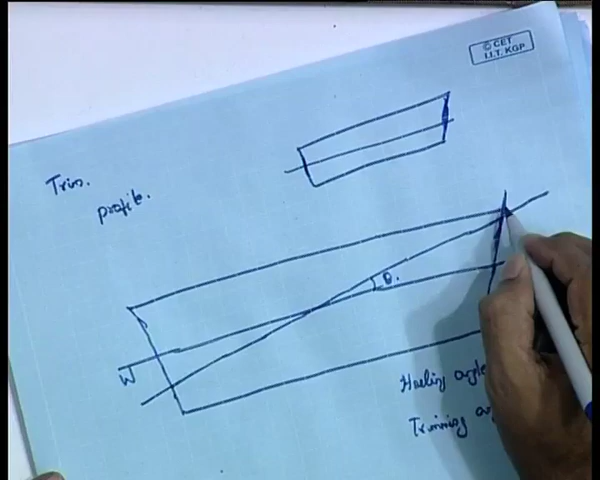 © CET
I.I.T. KGP
Trim.
profile.
θ.
W
Heeling angle
Trimming